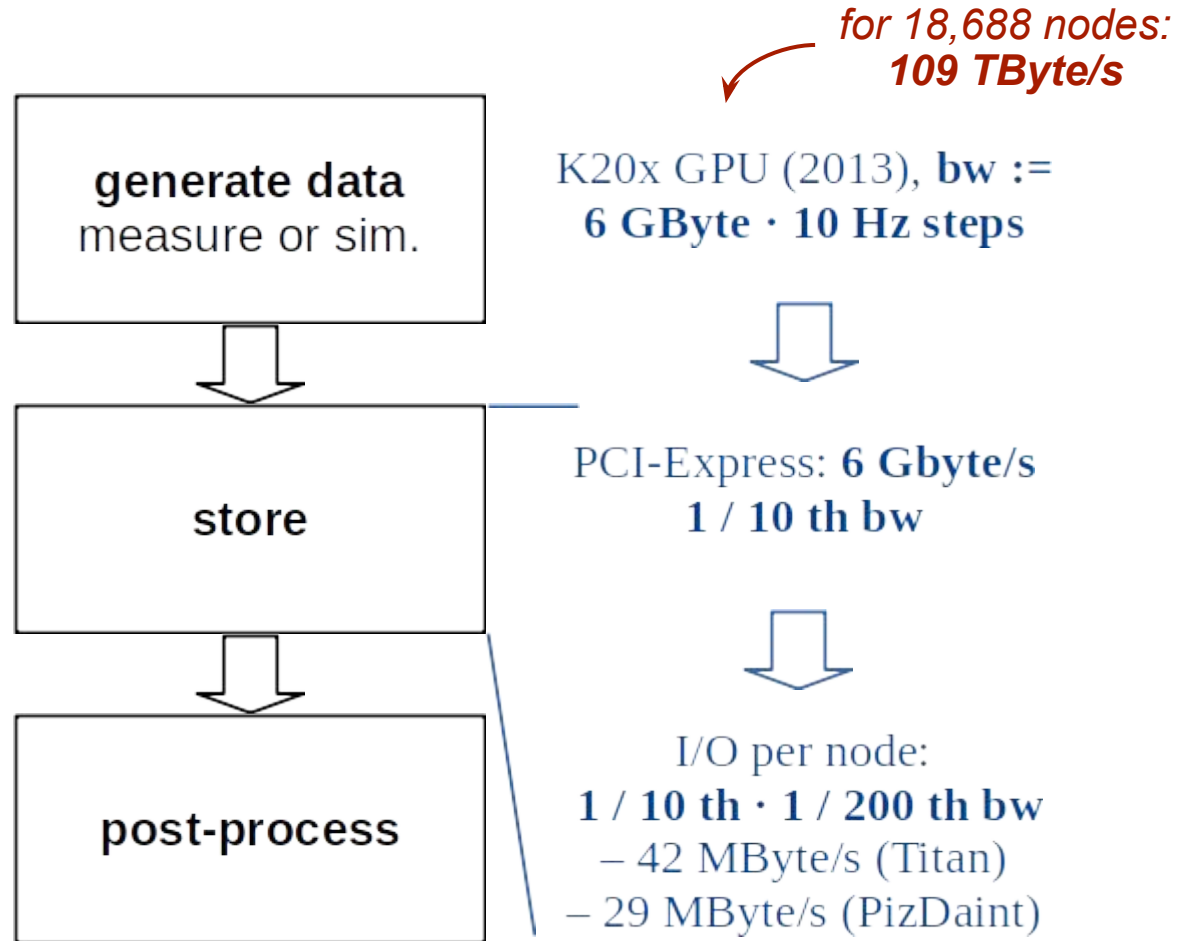 for 18,688 nodes:
109 TByte/s
generate data
measure or sim.
K20x GPU (2013), bw :=
6 GByte · 10 Hz steps
store
PCI-Express: 6 Gbyte/s
1 / 10 th bw
post-process
I/O per node:
1 / 10 th · 1 / 200 th bw
– 42 MByte/s (Titan)
– 29 MByte/s (PizDaint)